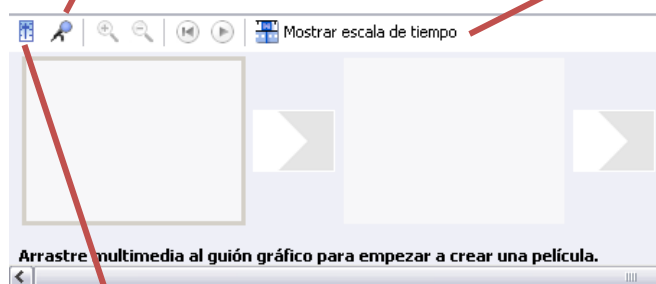 Mostrar escala de tiempo
Arrastre multimedia al guión gráfico para empezar a crear una película.